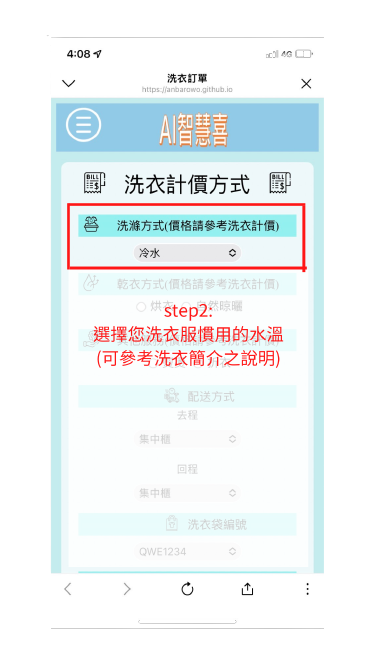 4:08
4G
洗衣訂單
https://anbarowo.github.io
AI智慧喜
BILL
洗衣計價方式
BILL
洗滌方式(價格請參考洗衣計價)
冷水
乾衣方式(價格請參考洗衣計價)
烘衣 自然晾曬
step2:
選擇您洗衣服慣用的水溫
(可參考洗衣簡介之說明)
配送方式
去程
集中櫃
回程
集中櫃
洗衣袋編號
QWE1234